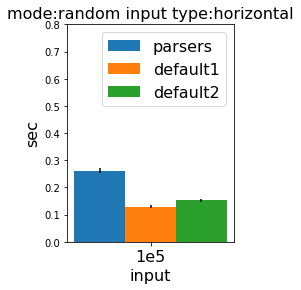 mode:random input type:horizontal
0.8
0.7
0.6
0.5
0.4
0.3
0.2
0.1
0.0
sec
parsers
default1
default2
1e5
input